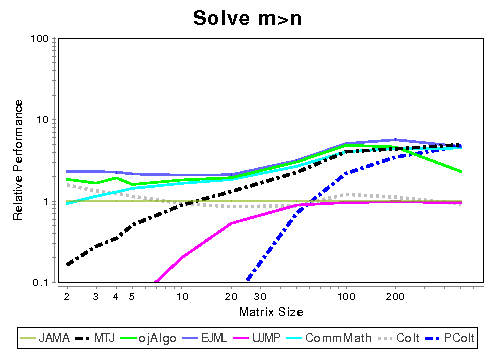 Solve m>n
Relative Performance
100
10
1
0.1
2 3 4 5 10 20 30 100 200
Matrix Size
JAMA MTJ ojAlgo EJML UJMP CommMath Colt PColt